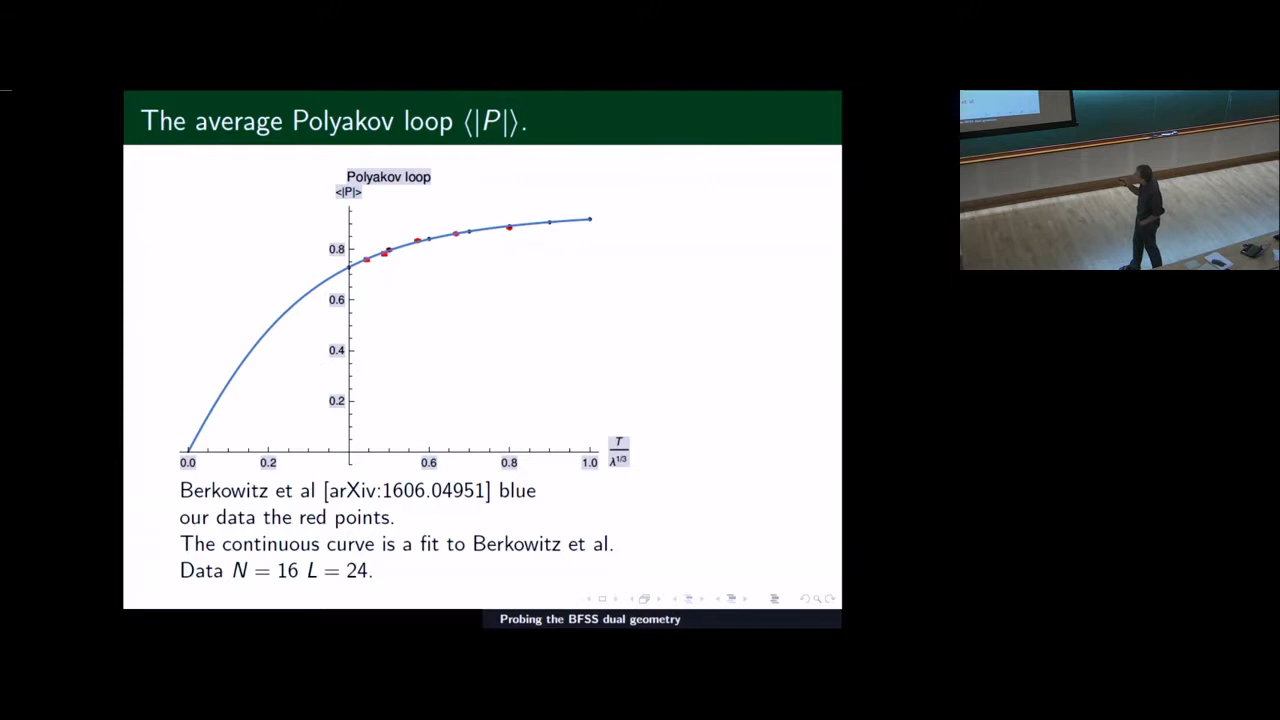 The average Polyakov loop ⟨|P|⟩.
Polyakov loop
<|P|>
0.8
0.6
0.4
0.2
0.0 0.2 0.6 0.8 1.0
T
λ^1/3
Berkowitz et al [arXiv:1606.04951] blue
our data the red points.
The continuous curve is a fit to Berkowitz et al.
Data N = 16 L = 24.
Probing the BFSS dual geometry